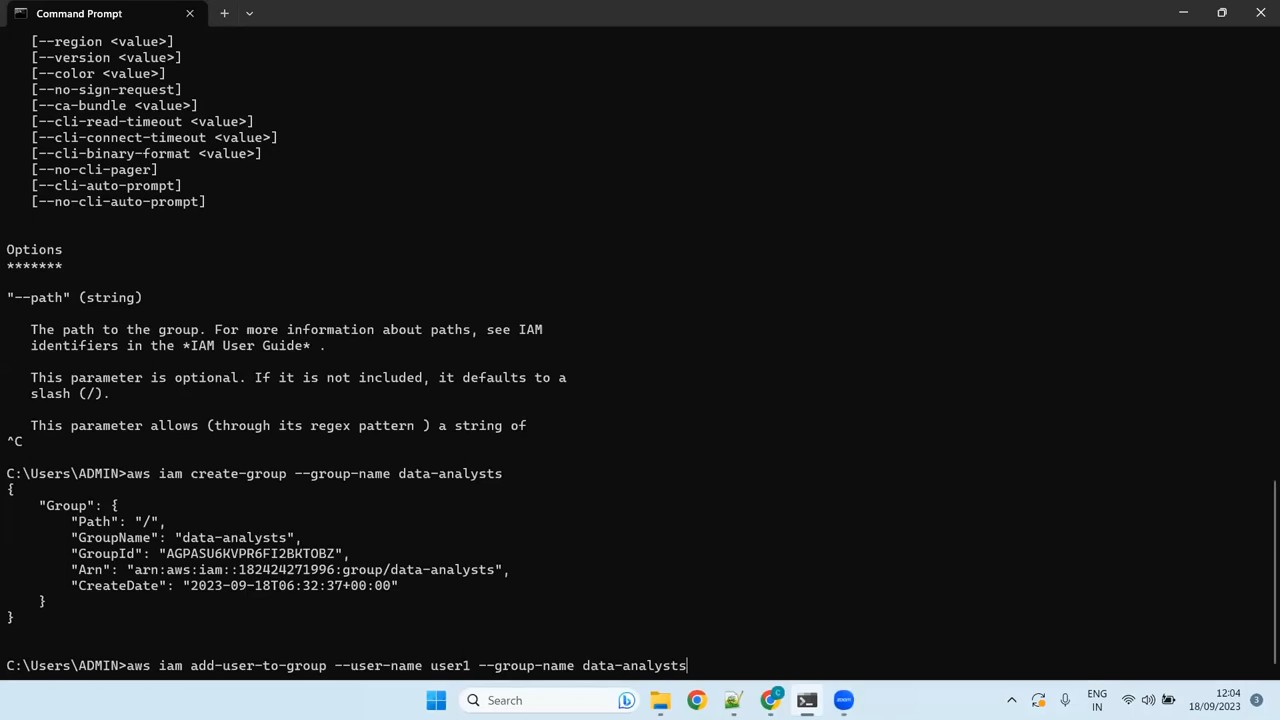 Command Prompt
[--region <value>]
[--version <value>]
[--color <value>]
[--no-sign-request]
[--ca-bundle <value>]
[--cli-read-timeout <value>]
[--cli-connect-timeout <value>]
[--cli-binary-format <value>]
[--no-cli-pager]
[--cli-auto-prompt]
[--no-cli-auto-prompt]
Options
*******
"--path" (string)
The path to the group. For more information about paths, see IAM
identifiers in the *IAM User Guide* .
This parameter is optional. If it is not included, it defaults to a
slash (/).
This parameter allows (through its regex pattern ) a string of
^C
C:\Users\ADMIN>aws iam create-group --group-name data-analysts
{
"Group": {
"Path": "/",
"GroupName": "data-analysts",
"GroupId": "AGPASU6KVPR6FI2BKTOBZ",
"Arn": "arn:aws:iam::182424271996:group/data-analysts",
"CreateDate": "2023-09-18T06:32:37+00:00"
}
}
C:\Users\ADMIN>aws iam add-user-to-group --user-name user1 --group-name data-analysts
Search
C
zoom
ENG
IN
12:04
18/09/2023
3